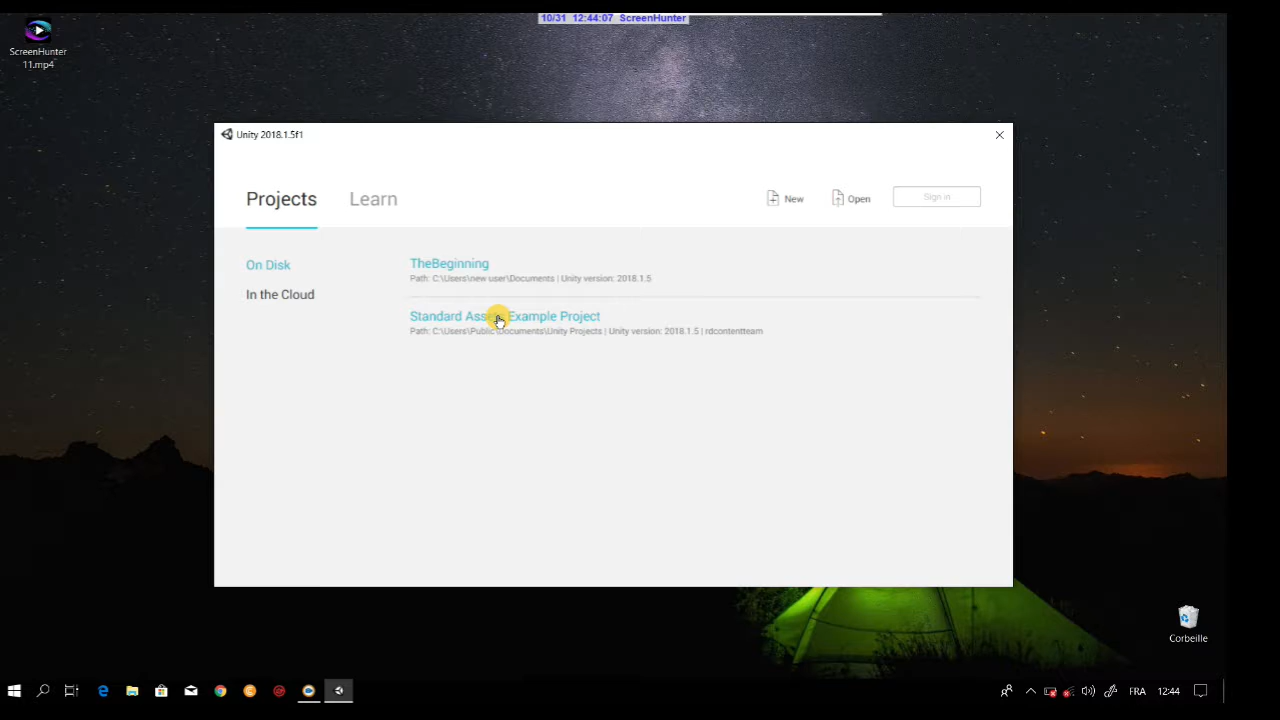 10/31 12:44:07 ScreenHunter
ScreenHunter
11.mp4
Unity 2018.1.5f1
Projects
Learn
New
Open
Sign in
On Disk
In the Cloud
TheBeginning
Path: C:\Users\new user\Documents | Unity version: 2018.1.5
Standard Assets Example Project
Path: C:\Users\Public\Documents\Unity Projects | Unity version: 2018.1.5 | rdcontentteam
Corbeille
FRA
12:44